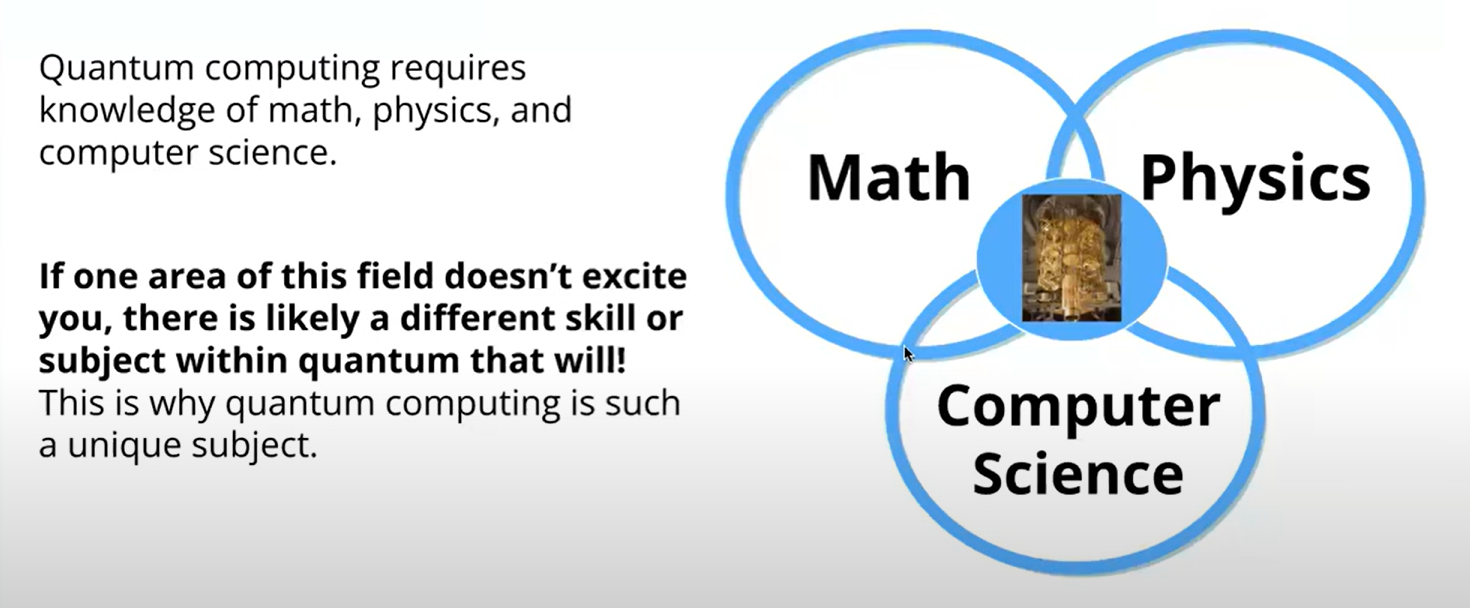 Quantum computing requires
knowledge of math, physics, and
computer science.
If one area of this field doesn’t excite
you, there is likely a different skill or
subject within quantum that will!
This is why quantum computing is such
a unique subject.
Math
Physics
Computer
Science